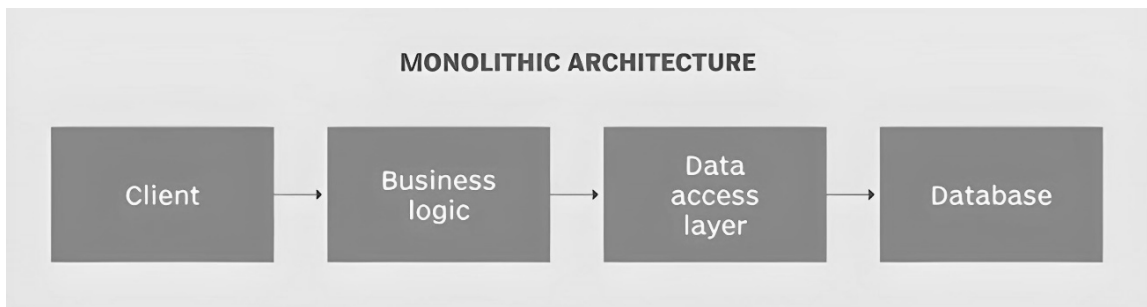 MONOLITHIC ARCHITECTURE
Client
Business
logic
Data
access
layer
Database